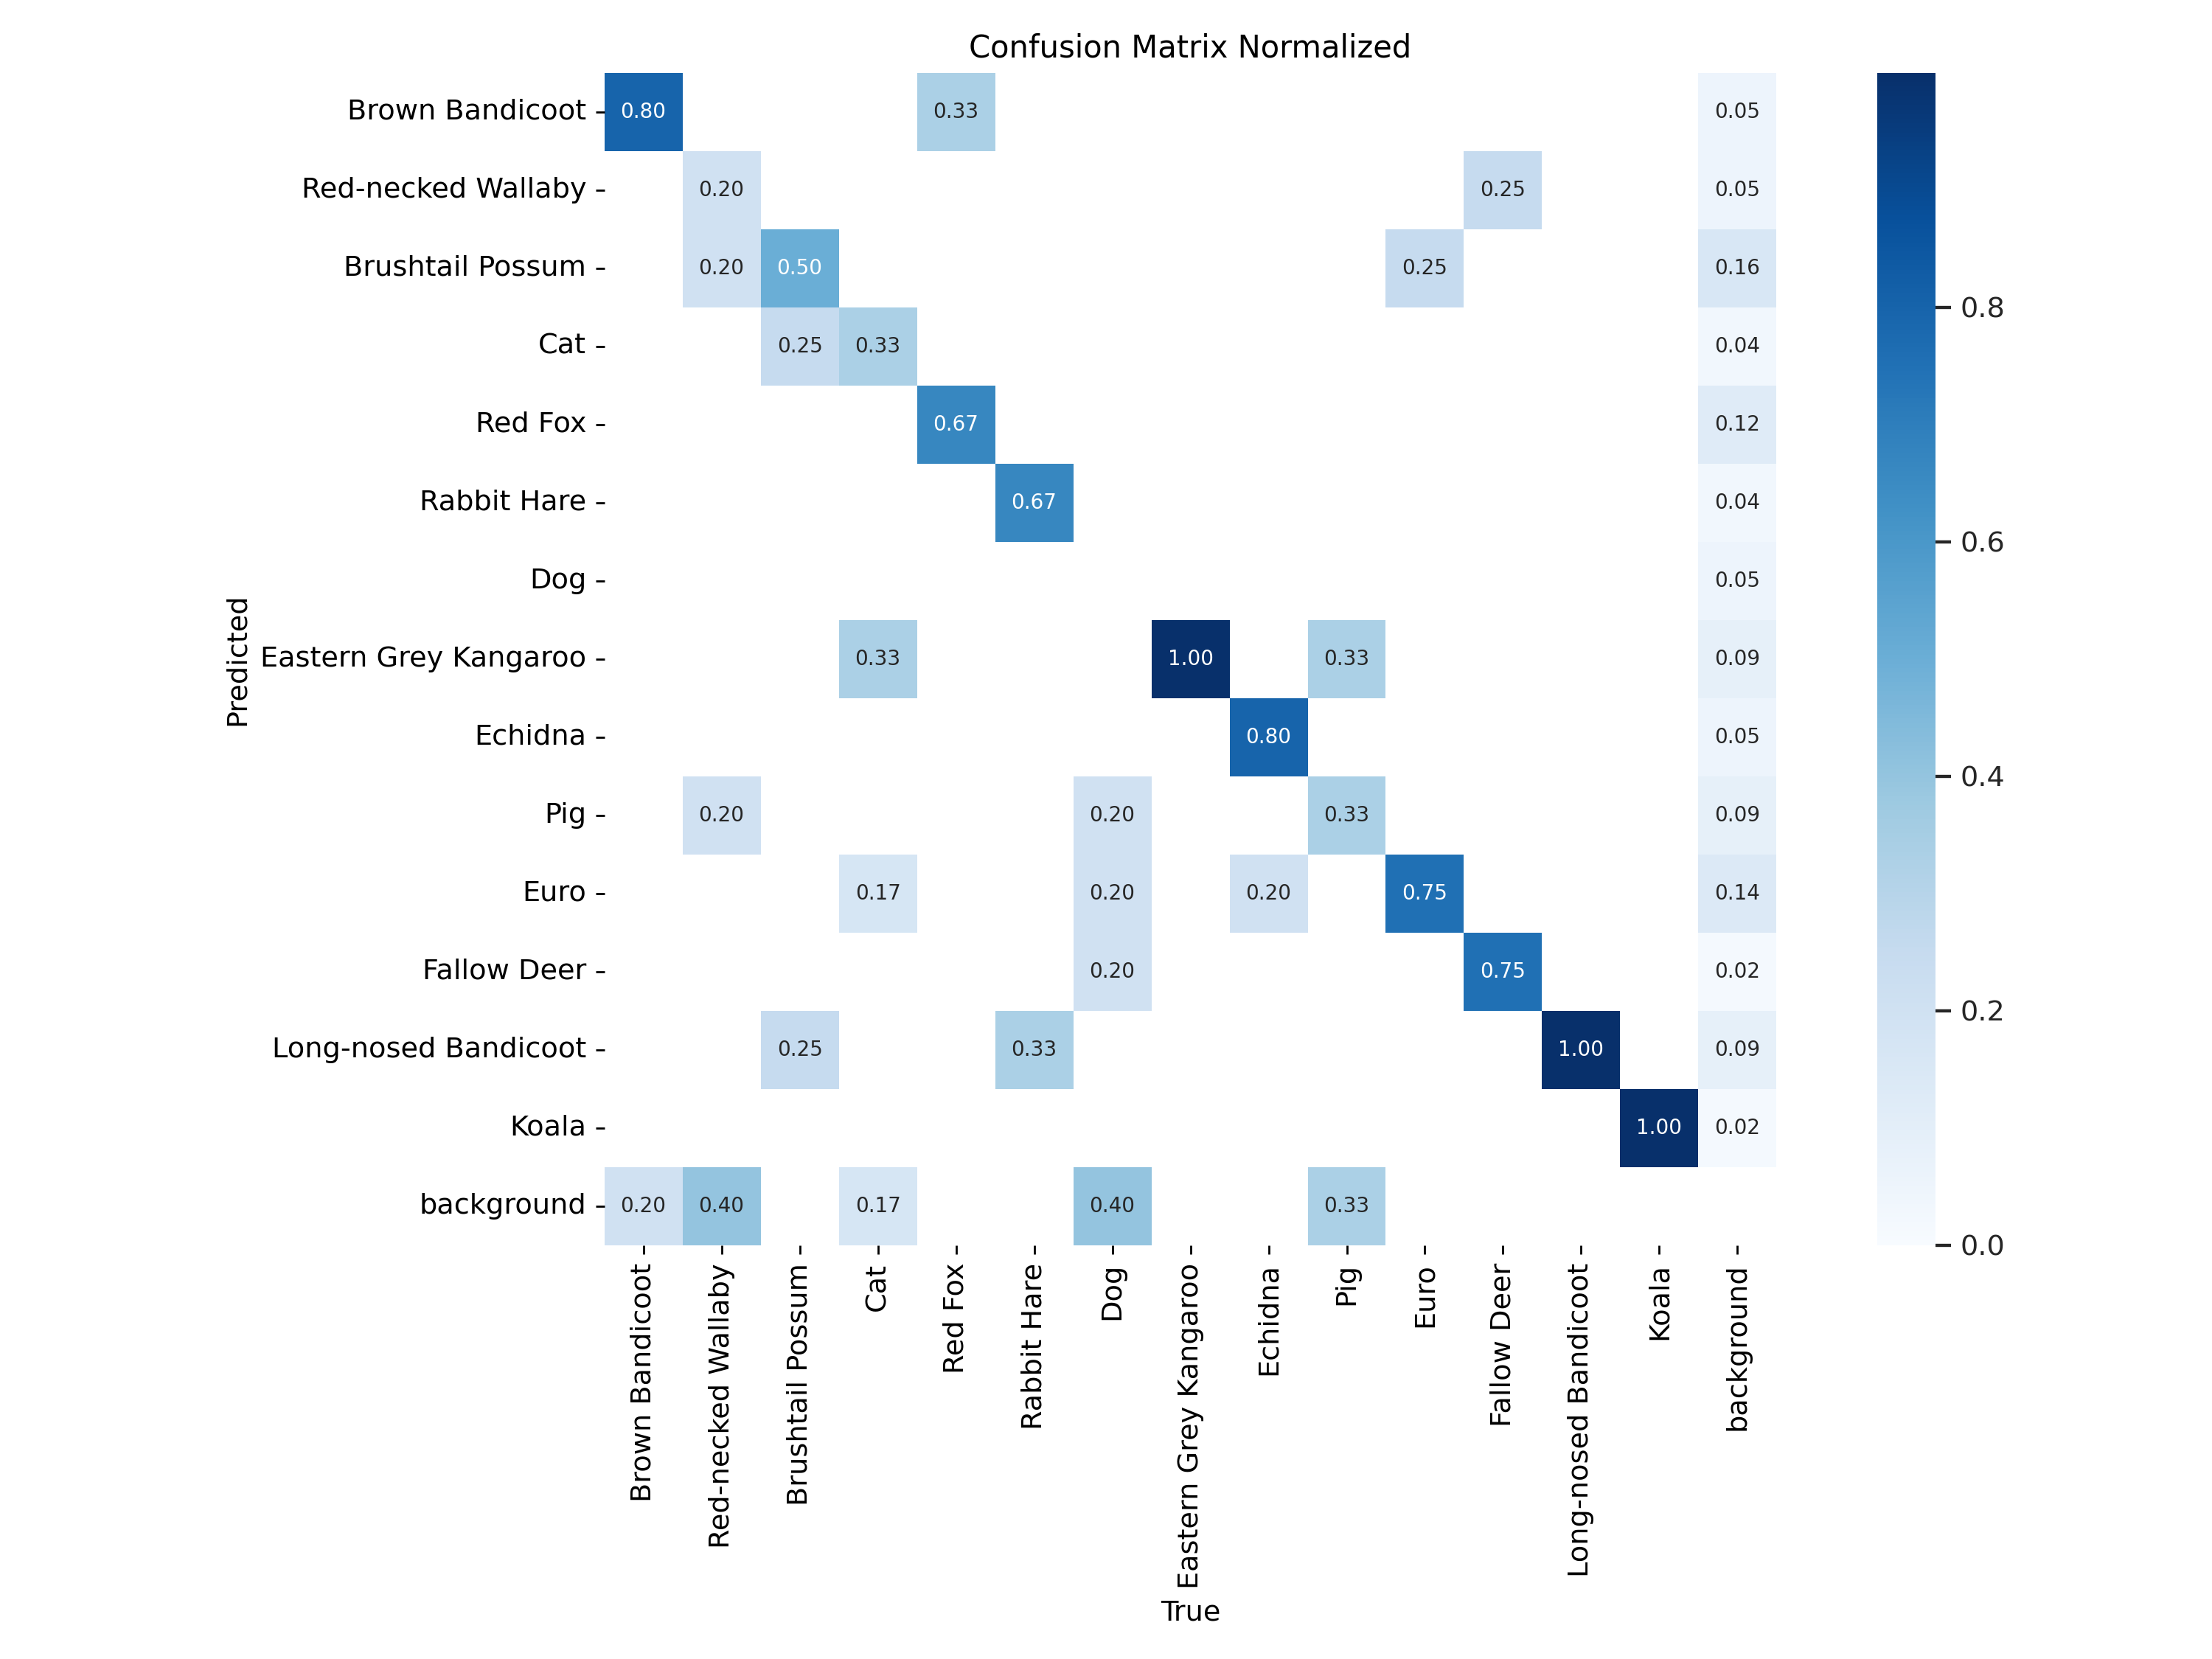 Confusion Matrix Normalized
Brown Bandicoot 0.80 0.33 0.05
Red-necked Wallaby 0.20 0.25 0.05
Brushtail Possum 0.20 0.50 0.25 0.16
Cat 0.25 0.33 0.04
Red Fox 0.67 0.12
Rabbit Hare 0.67 0.04
Dog 0.05
Eastern Grey Kangaroo 0.33 1.00 0.33 0.09
Echidna 0.80 0.05
Pig 0.20 0.20 0.33 0.09
Euro 0.17 0.20 0.20 0.75 0.14
Fallow Deer 0.20 0.75 0.02
Long-nosed Bandicoot 0.25 0.33 1.00 0.09
Koala 1.00 0.02
background 0.20 0.40 0.17 0.40 0.33
Predicted
Brown Bandicoot
Red-necked Wallaby
Brushtail Possum
Cat
Red Fox
Rabbit Hare
Dog
Eastern Grey Kangaroo
Echidna
Pig
Euro
Fallow Deer
Long-nosed Bandicoot
Koala
background
True
0.8
0.6
0.4
0.2
0.0